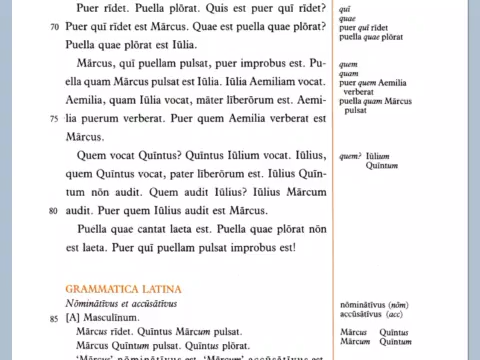 Puer rīdet. Puella plōrat. Quis est puer quī rīdet?
70 Puer quī rīdet est Mārcus. Quae est puella quae plōrat?
Puella quae plōrat est Iūlia.
Mārcus, quī puellam pulsat, puer improbus est. Pu-
ella quam Mārcus pulsat est Iūlia. Iūlia Aemiliam vocat.
Aemilia, quam Iūlia vocat, māter līberōrum est. Aemi-
75 lia puerum verberat. Puer quem Aemilia verberat est
Mārcus.
Quem vocat Quīntus? Quīntus Iūlium vocat. Iūlius,
quem Quīntus vocat, pater līberōrum est. Iūlius Quīn-
tum nōn audit. Quem audit Iūlius? Iūlius Mārcum
80 audit. Puer quem Iūlius audit est Mārcus.
Puella quae cantat laeta est. Puella quae plōrat nōn
est laeta. Puer quī puellam pulsat improbus est!
GRAMMATICA LATINA
Nōminātīvus et accūsātīvus
85 [A] Masculīnum.
Mārcus rīdet. Quīntus Mārcum pulsat.
Mārcus Quīntum pulsat. Quīntus plōrat.
'Mārcus' nōminātīvus est. 'Mārcum' accūsātīvus est.
quī
quae
puer quī rīdet
puella quae plōrat
quem
quam
puer quem Aemilia
verberat
puella quam Mārcus
pulsat
quem? Iūlium
Quīntum
nōminātīvus (nōm)
accūsātīvus (acc)
Mārcus Quīntus
Mārcum Quīntum